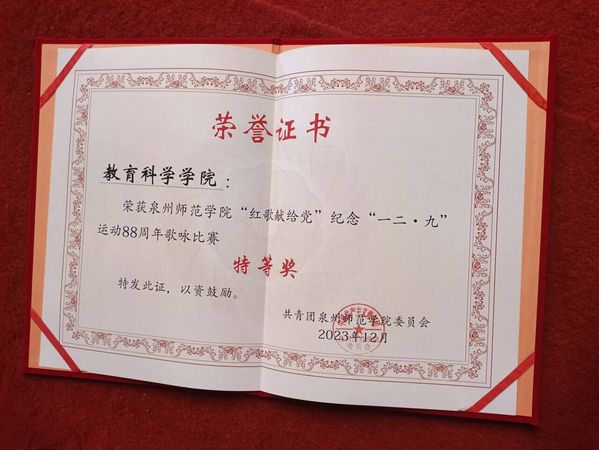 荣誉证书
教育科学学院：
荣获泉州师范学院“红歌献给党”纪念“一二·九”
运动88周年歌咏比赛
特等奖
特发此证，以资鼓励。
共青团泉州师范学院委员会
2023年12月